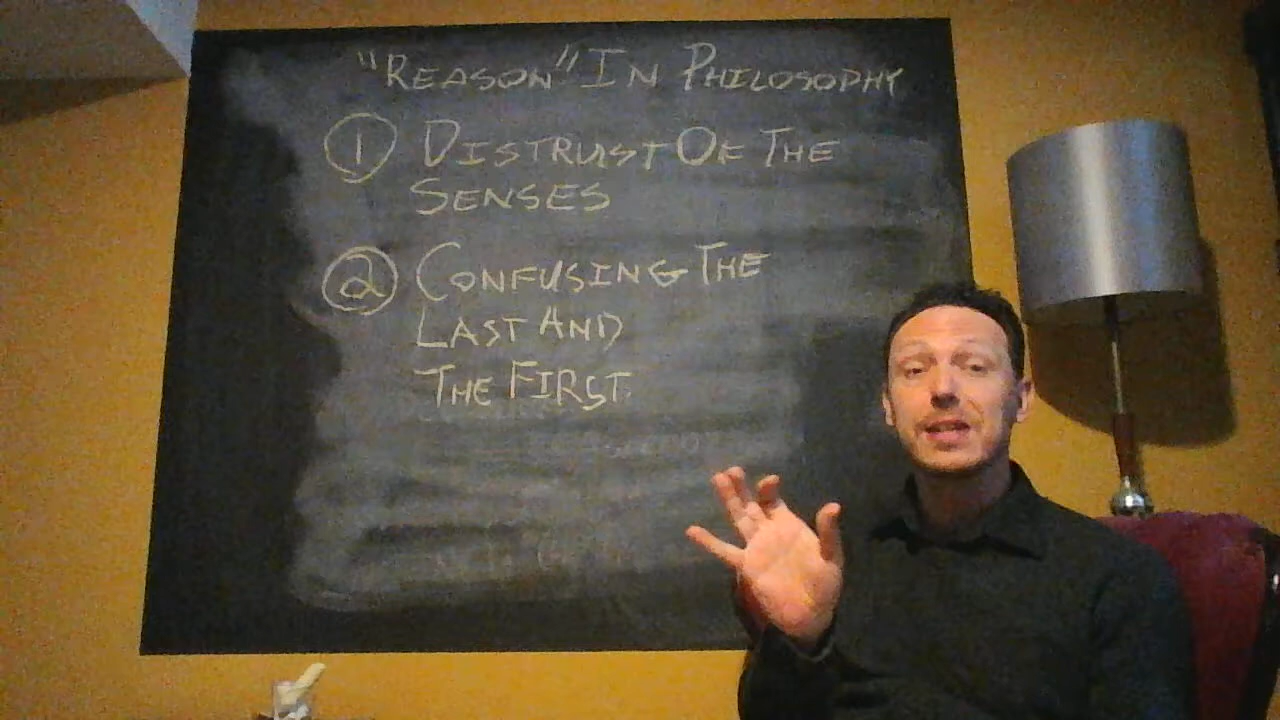 "REASON" IN PHILOSOPHY
① DISTRUST OF THE
SENSES
② CONFUSING THE
LAST AND
THE FIRST.